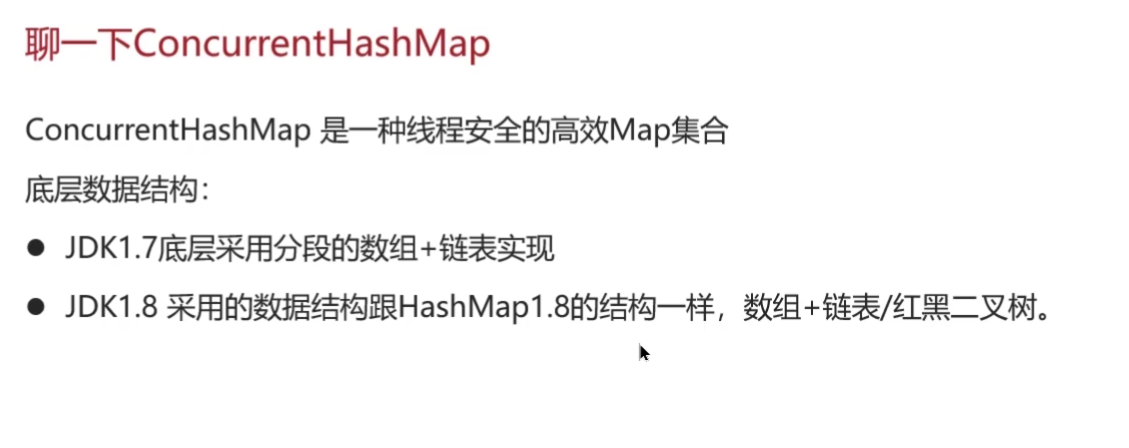 聊一下ConcurrentHashMap
ConcurrentHashMap 是一种线程安全的高效Map集合
底层数据结构：
● JDK1.7底层采用分段的数组+链表实现
● JDK1.8 采用的数据结构跟HashMap1.8的结构一样，数组+链表/红黑二叉树。